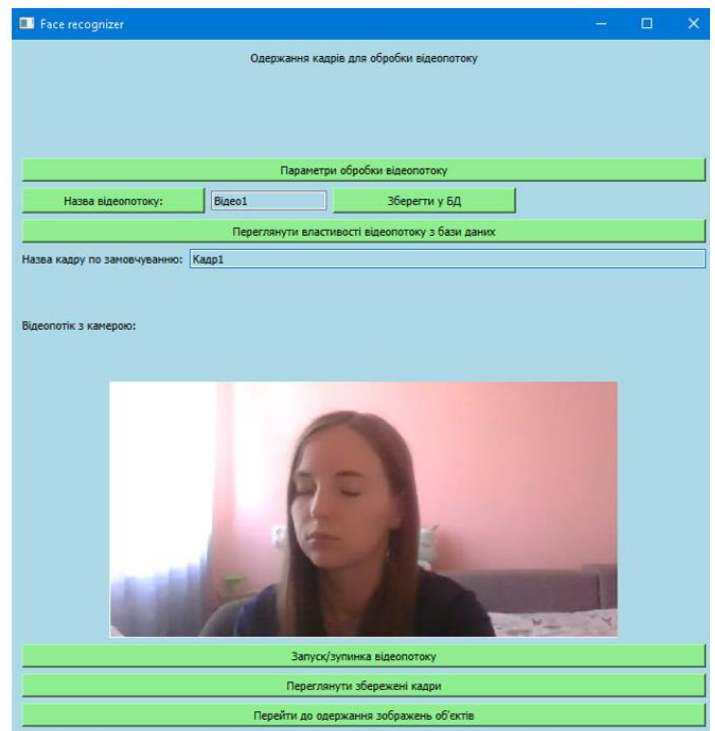 Face recognizer
Одержання кадрів для обробки відеопотоку
Параметри обробки відеопотоку
Назва відеопотоку: Відео1 Зберегти у БД
Переглянути властивості відеопотоку з бази даних
Назва кадру по замовчуванню: Кадр1
Відеопотік з камерою:
Запуск/зупинка відеопотоку
Переглянути збережені кадри
Перейти до одержання зображень об'єктів